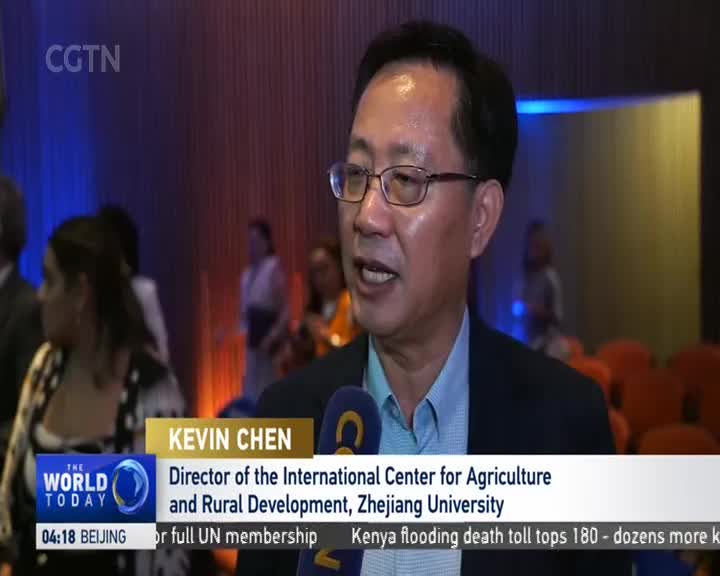 CGTN
KEVIN CHEN
Director of the International Center for Agriculture
and Rural Development, Zhejiang University
THE
WORLD
TODAY
04:18 BEIJING
or full UN membership Kenya flooding death toll tops 180 - dozens more k